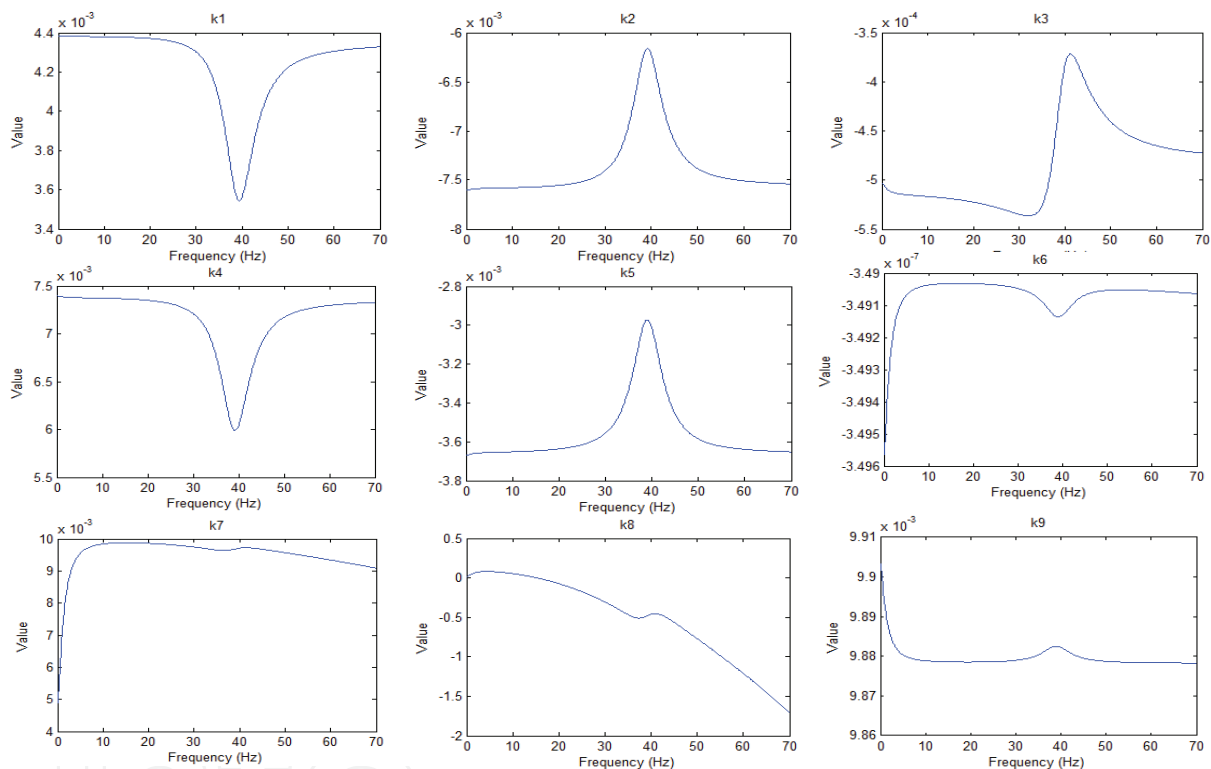 k1
x 10⁻³
4.4
4.2
4
3.8
3.6
3.4
Value
0 10 20 30 40 50 60 70
Frequency (Hz)
k2
x 10⁻³
-6
-6.5
-7
-7.5
-8
Value
0 10 20 30 40 50 60 70
Frequency (Hz)
k3
x 10⁻⁴
-3.5
-4
-4.5
-5
-5.5
Value
0 10 20 30 40 50 60 70
Frequency (Hz)
k4
x 10⁻³
7.5
7
6.5
6
5.5
Value
0 10 20 30 40 50 60 70
Frequency (Hz)
k5
x 10⁻³
-2.8
-3
-3.2
-3.4
-3.6
-3.8
Value
0 10 20 30 40 50 60 70
Frequency (Hz)
k6
x 10⁻⁷
-3.49
-3.491
-3.492
-3.493
-3.494
-3.495
-3.496
Value
0 10 20 30 40 50 60 70
Frequency (Hz)
k7
x 10⁻³
10
9
8
7
6
5
4
Value
0 10 20 30 40 50 60 70
Frequency (Hz)
k8
0.5
0
-0.5
-1
-1.5
-2
Value
0 10 20 30 40 50 60 70
Frequency (Hz)
k9
x 10⁻³
9.91
9.9
9.89
9.88
9.87
9.86
Value
0 10 20 30 40 50 60 70
Frequency (Hz)